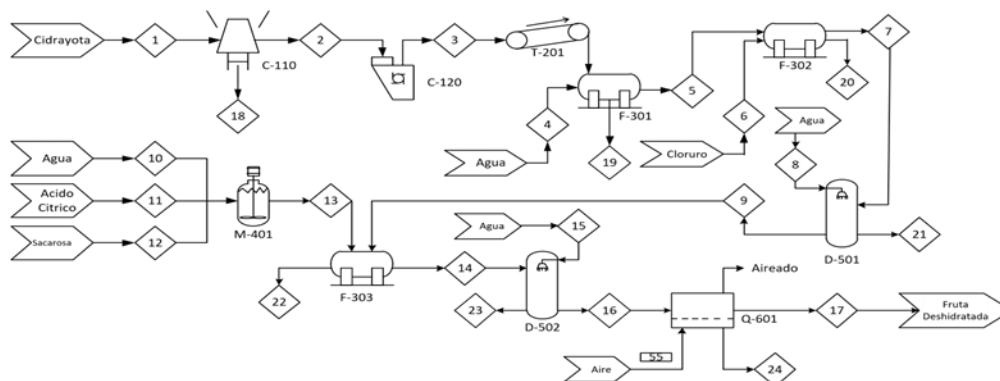 Cidrayota
1
C-110
2
C-120
3
T-201
18
4
Agua
F-301
19
5
Cloruro
6
F-302
7
20
Agua
8
D-501
21
9
Agua
10
Acido
Citrico
11
Sacarosa
12
M-401
13
F-303
22
14
Agua
15
D-502
23
16
Aireado
Q-601
Aire
55
24
17
Fruta
Deshidratada